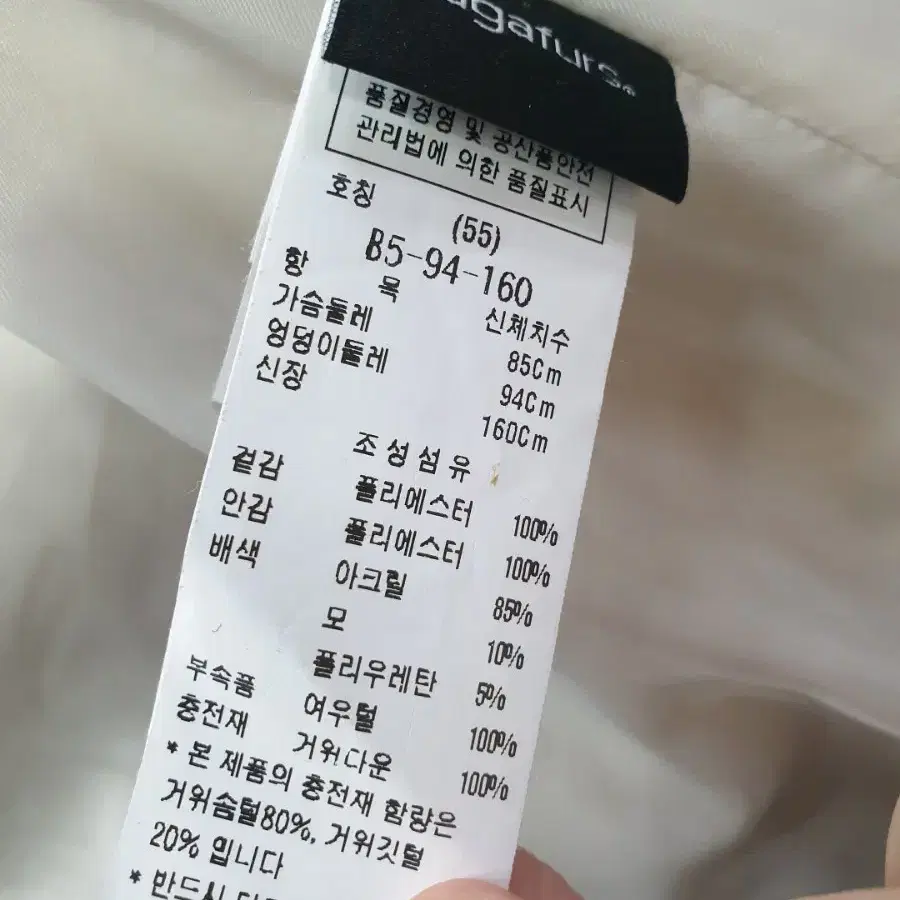 agafurs®
품질경영 및 공산품안전
관리법에 의한 품질표시
호칭
(55)
85-94-160
항 목 신체치수
가슴둘레 85Cm
엉덩이둘레 94Cm
신장 160Cm
조성섬유
겉감 폴리에스터 100%
안감 폴리에스터 100%
배색 아크릴 85%
모 10%
폴리우레탄 5%
부속품 여우털 100%
충전재 거위다운 100%
* 본 제품의 충전재 함량은
거위솜털80%, 거위깃털
20% 입니다
* 반드시